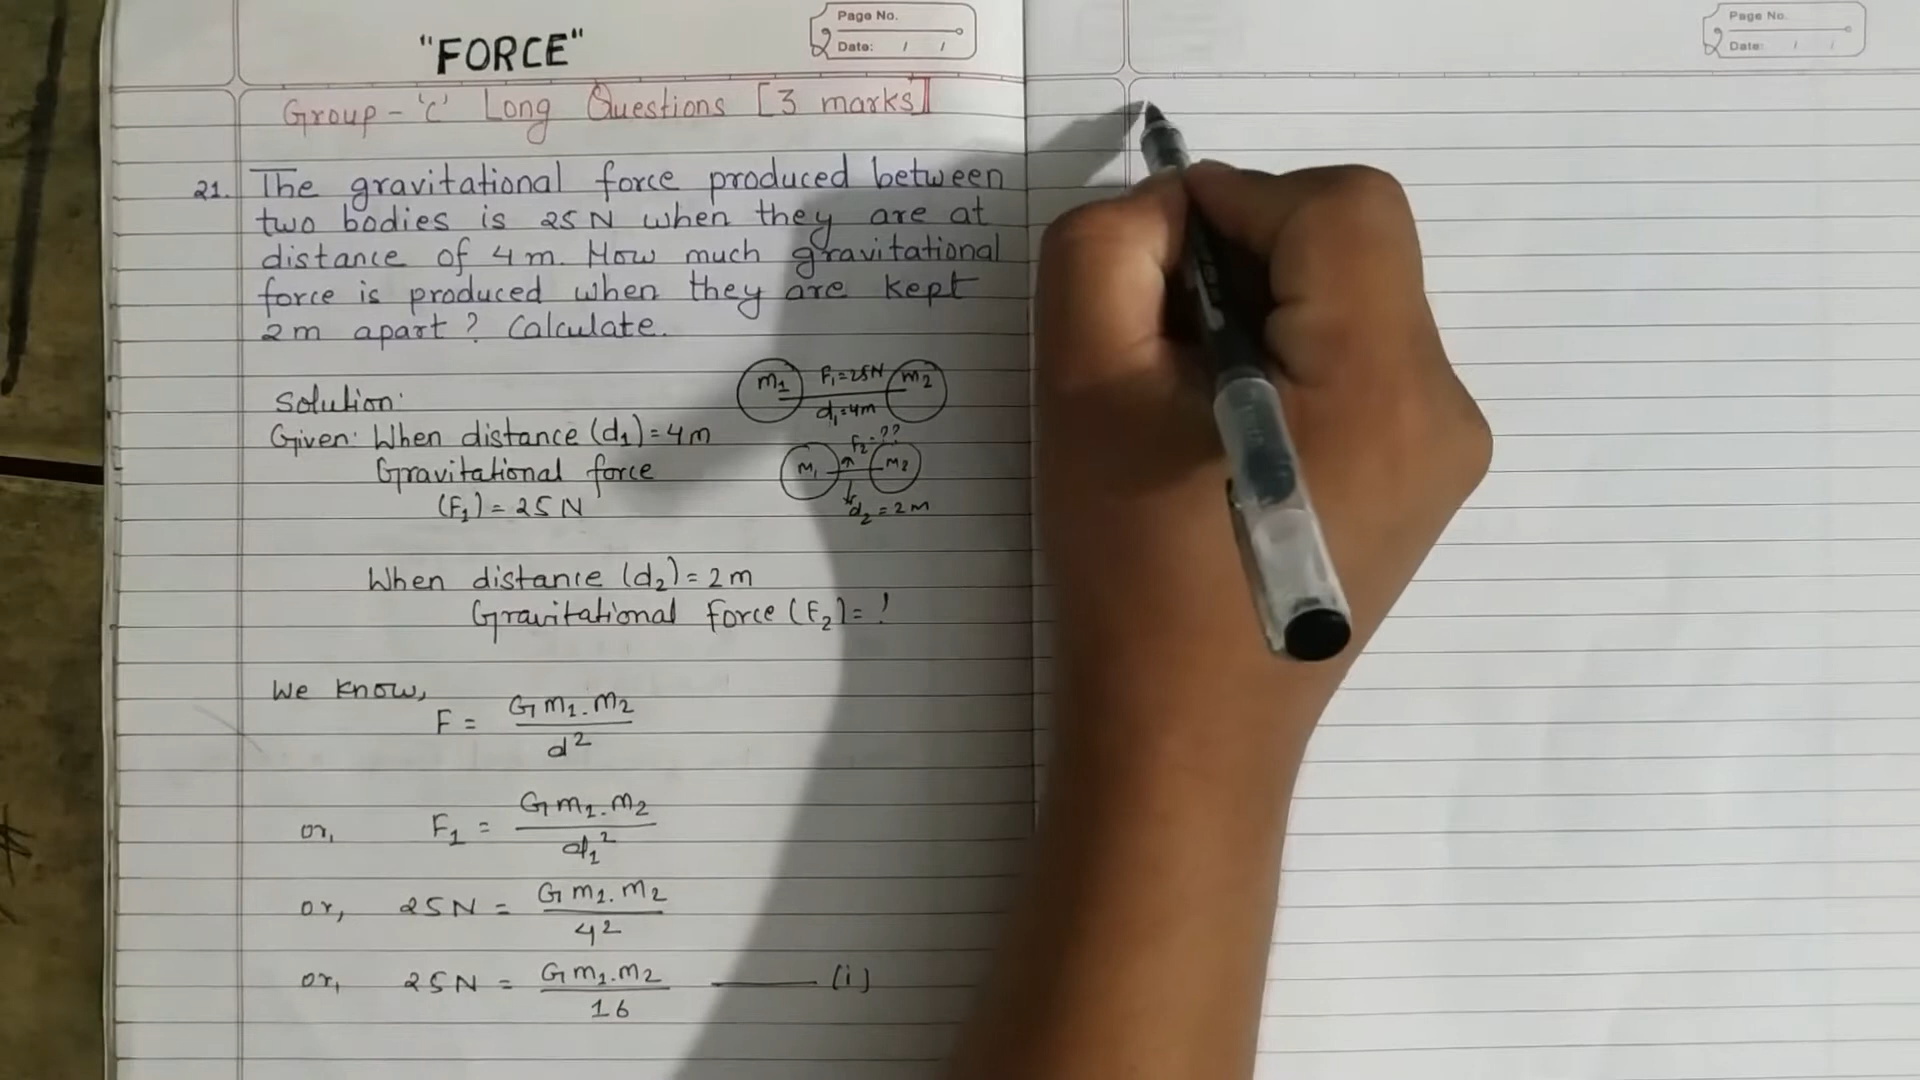 Page No.
Date: / /
"FORCE"
Group-'C' Long Questions [3 marks]
21. The gravitational force produced between
two bodies is 25 N when they are at
distance of 4 m. How much gravitational
force is produced when they are kept
2 m apart? Calculate.
m1 F1=25N m2
d1=4m
Solution:
Given: When distance (d1) = 4 m
Gravitational force
(F1) = 25 N
F2=??
m1 m2
d2 = 2m
When distance (d2) = 2 m
Gravitational force (F2) = ?
We know,
F = G m1. m2 / d²
or, F1 = G m1. m2 / d1²
or, 25 N = G m1. m2 / 4²
or, 25 N = G m1. m2 / 16 —— (i)
Page No.
Date: / /